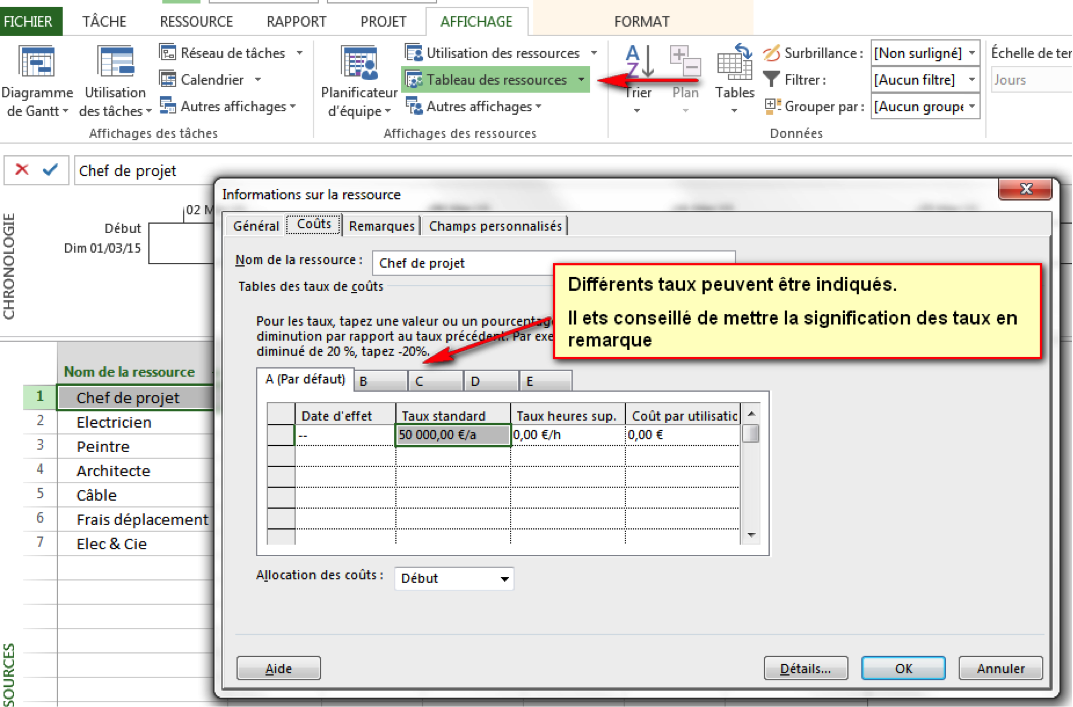 FICHIER TÂCHE RESSOURCE RAPPORT PROJET AFFICHAGE FORMAT
Diagramme
de Gantt
Utilisation
des tâches
Réseau de tâches
Calendrier
Autres affichages
Affichages des tâches
Planificateur
d'équipe
Utilisation des ressources
Tableau des ressources
Autres affichages
Affichages des ressources
AZ
Trier
Plan
Tables
Surbrillance : [Non surligné]
Filtrer : [Aucun filtre]
Grouper par : [Aucun groupe
Données
Échelle de ter
Jours
Chef de projet
CHRONOLOGIE
02 M
Début
Dim 01/03/15
Nom de la ressource
1 Chef de projet
2 Electricien
3 Peintre
4 Architecte
5 Câble
6 Frais déplacement
7 Elec & Cie
SOURCES
Informations sur la ressource
Général Coûts Remarques Champs personnalisés
Nom de la ressource : Chef de projet
Tables des taux de coûts
Pour les taux, tapez une valeur ou un pourcentage
diminution par rapport au taux précédent. Par exe
diminué de 20 %, tapez -20%.
Différents taux peuvent être indiqués.
Il ets conseillé de mettre la signification des taux en
remarque
A (Par défaut) B C D E
Date d'effet Taux standard Taux heures sup. Coût par utilisatic
-- 50 000,00 €/a 0,00 €/h 0,00 €
Allocation des coûts : Début
Aide Détails... OK Annuler